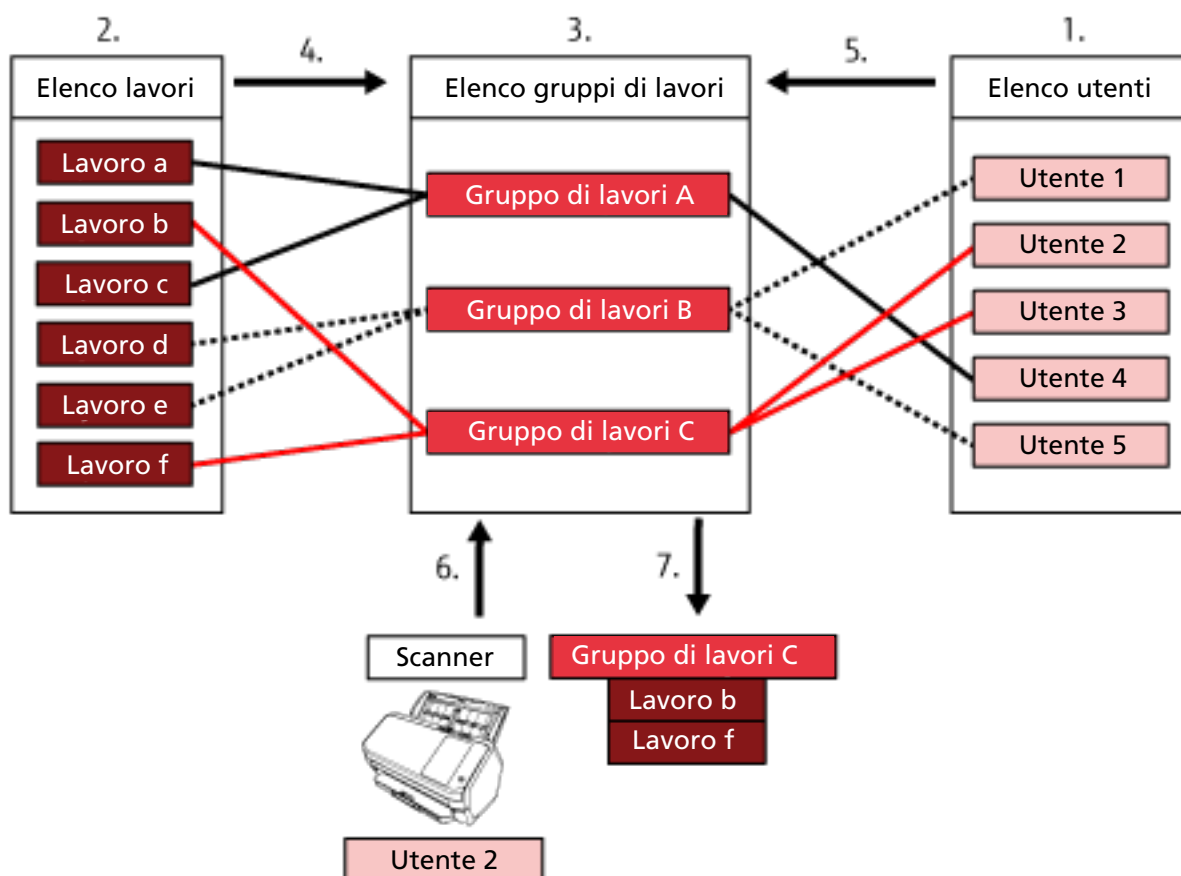 2.
4.
3.
5.
1.
Elenco lavori
Elenco gruppi di lavori
Elenco utenti
Lavoro a
Lavoro b
Lavoro c
Lavoro d
Lavoro e
Lavoro f
Gruppo di lavori A
Gruppo di lavori B
Gruppo di lavori C
Utente 1
Utente 2
Utente 3
Utente 4
Utente 5
6.
7.
Scanner
Utente 2
Gruppo di lavori C
Lavoro b
Lavoro f